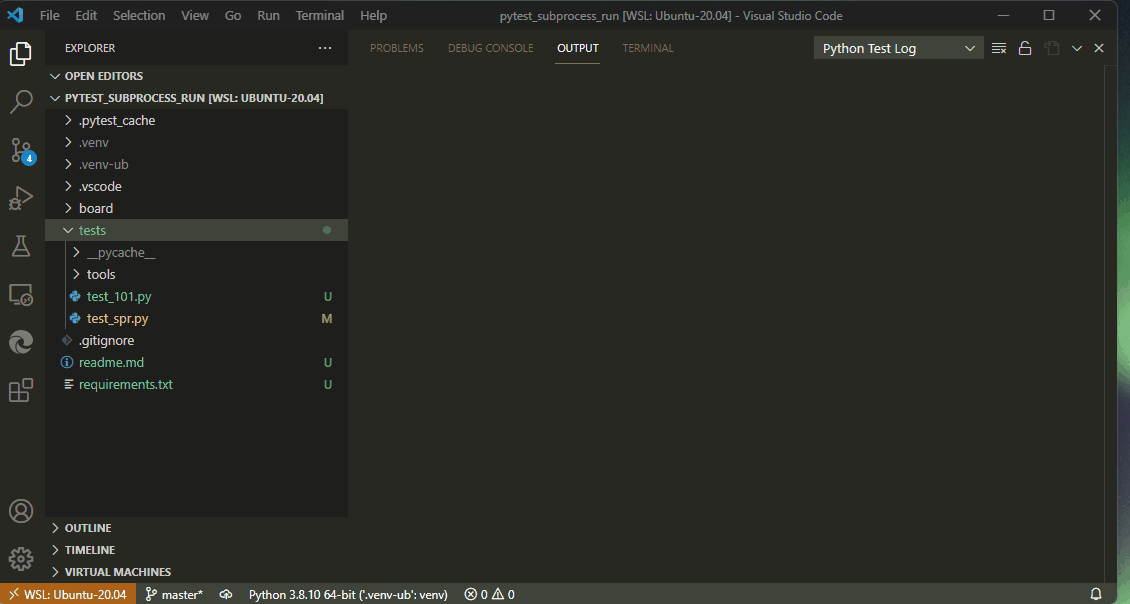 File Edit Selection View Go Run Terminal Help pytest_subprocess_run [WSL: Ubuntu-20.04] - Visual Studio Code
EXPLORER ... PROBLEMS DEBUG CONSOLE OUTPUT TERMINAL Python Test Log
OPEN EDITORS
PYTEST_SUBPROCESS_RUN [WSL: UBUNTU-20.04]
.pytest_cache
.venv
4
.venv-ub
.vscode
board
tests
__pycache__
tools
test_101.py U
test_spr.py M
.gitignore
readme.md U
requirements.txt U
OUTLINE
TIMELINE
VIRTUAL MACHINES
WSL: Ubuntu-20.04 master* Python 3.8.10 64-bit ('.venv-ub': venv) 0 0